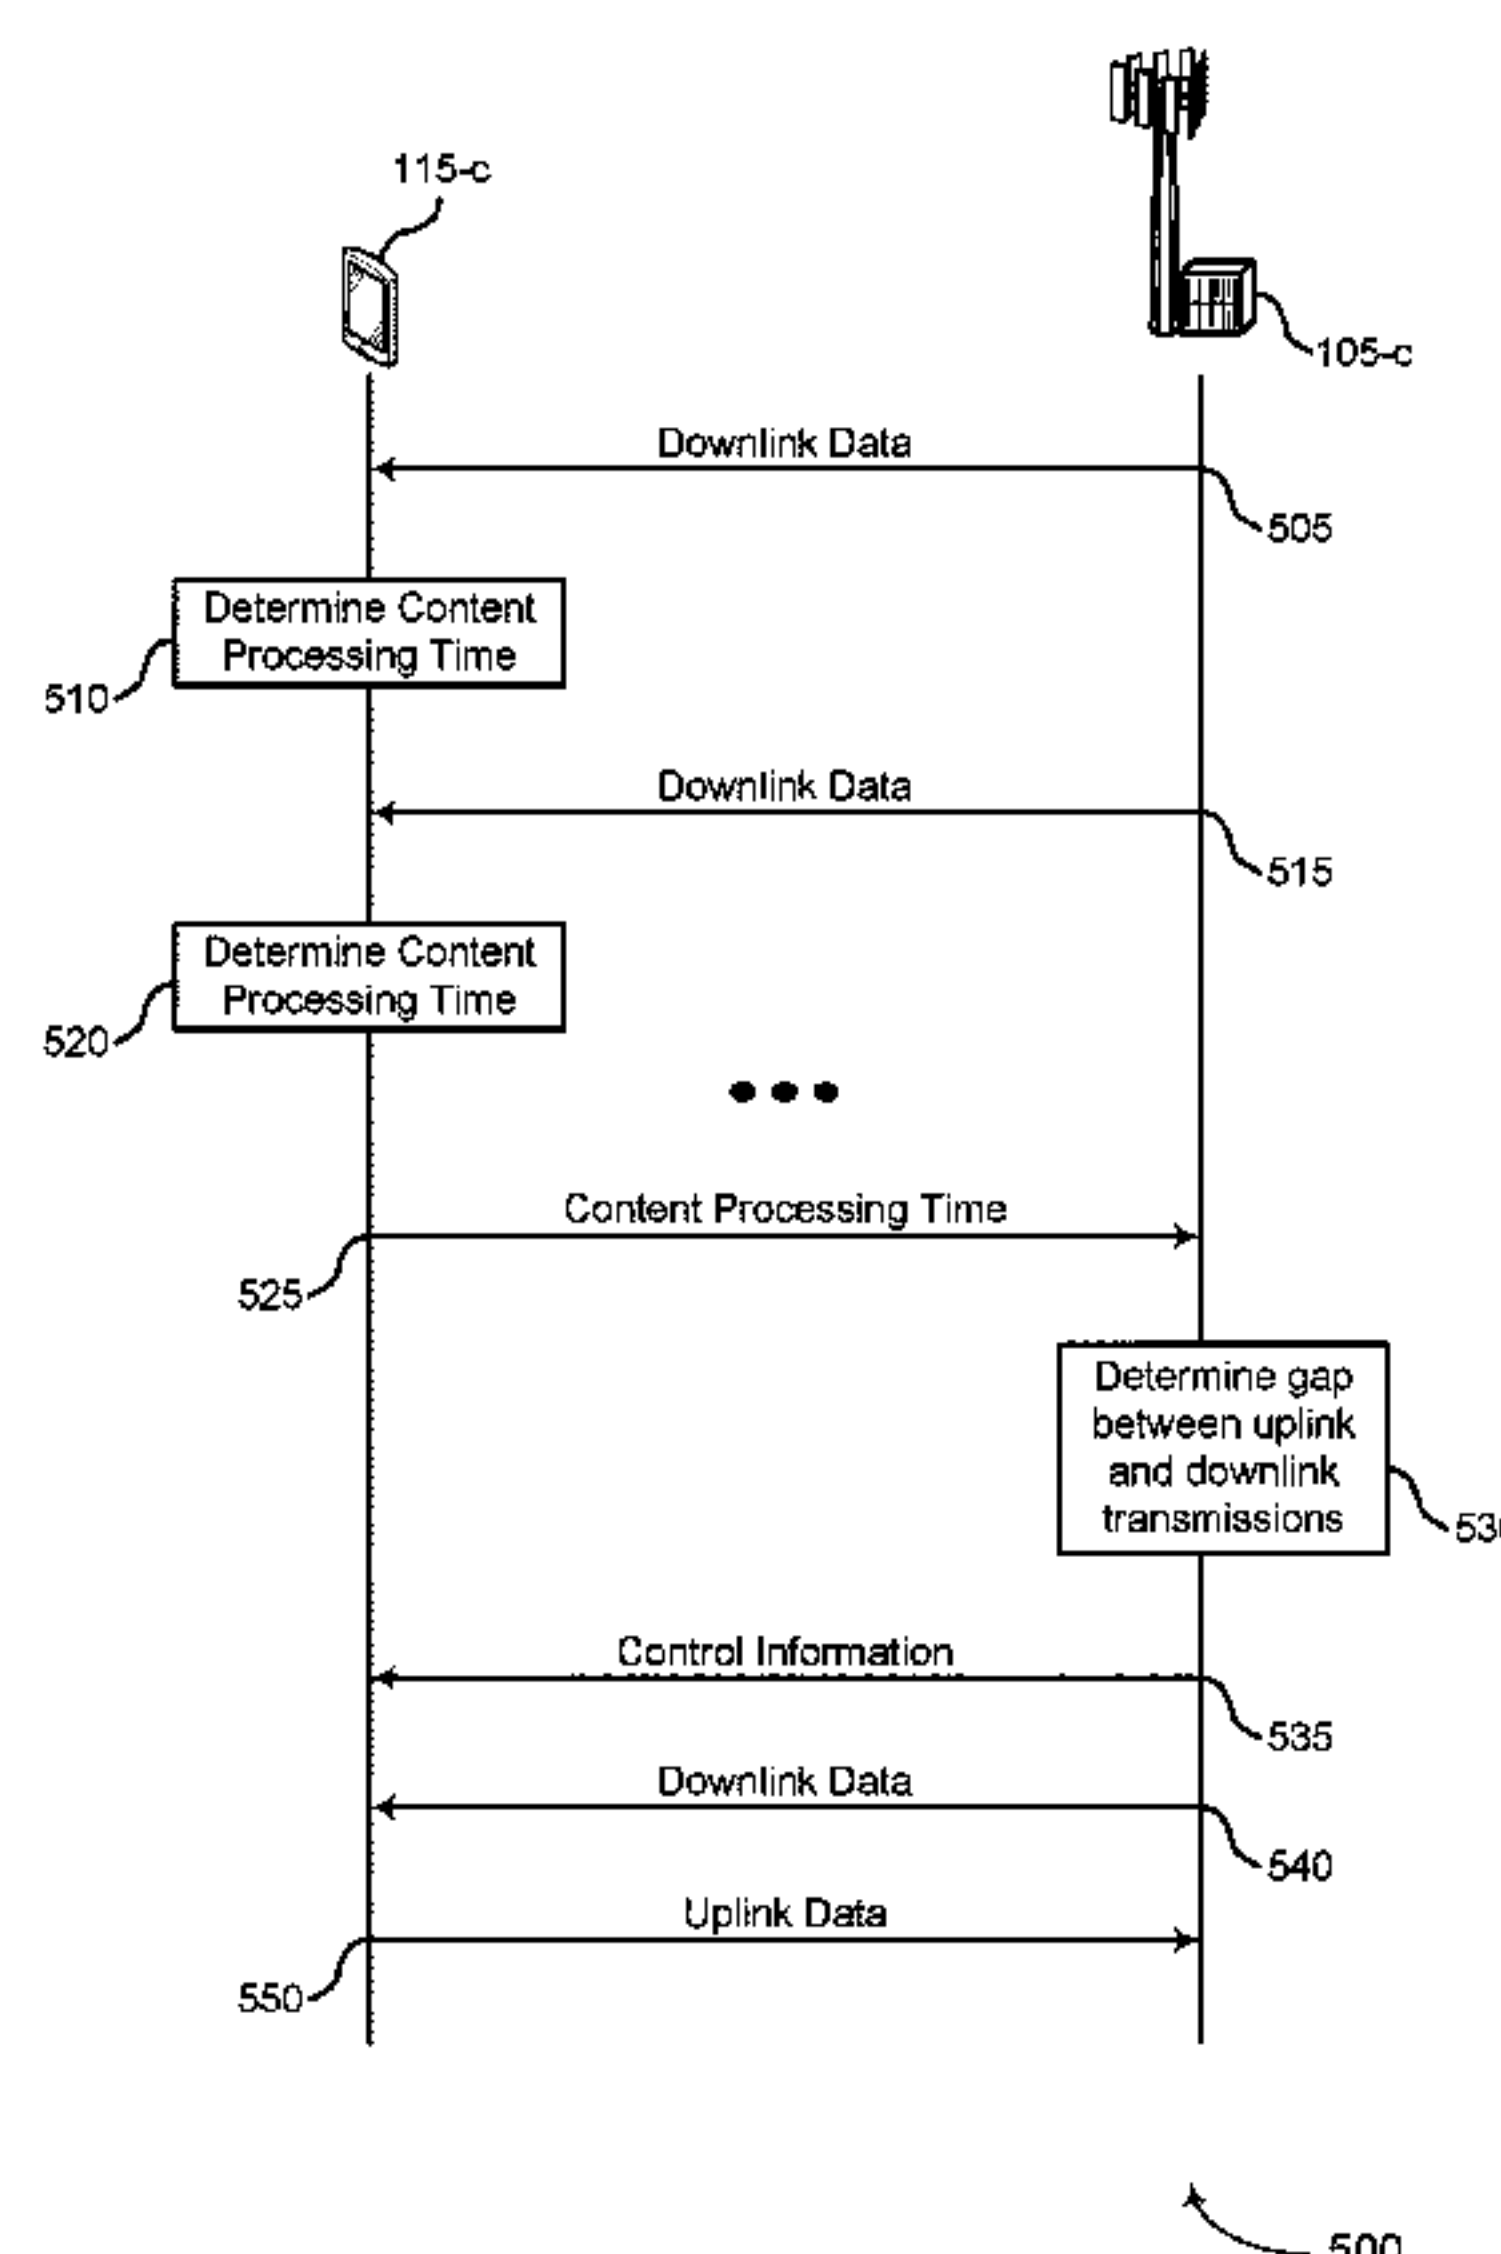 115-c
105-c
Downlink Data
505
Determine Content
Processing Time
510
Downlink Data
515
Determine Content
Processing Time
520
Content Processing Time
525
Determine gap
between uplink
and downlink
transmissions
Control Information
535
Downlink Data
540
Uplink Data
550